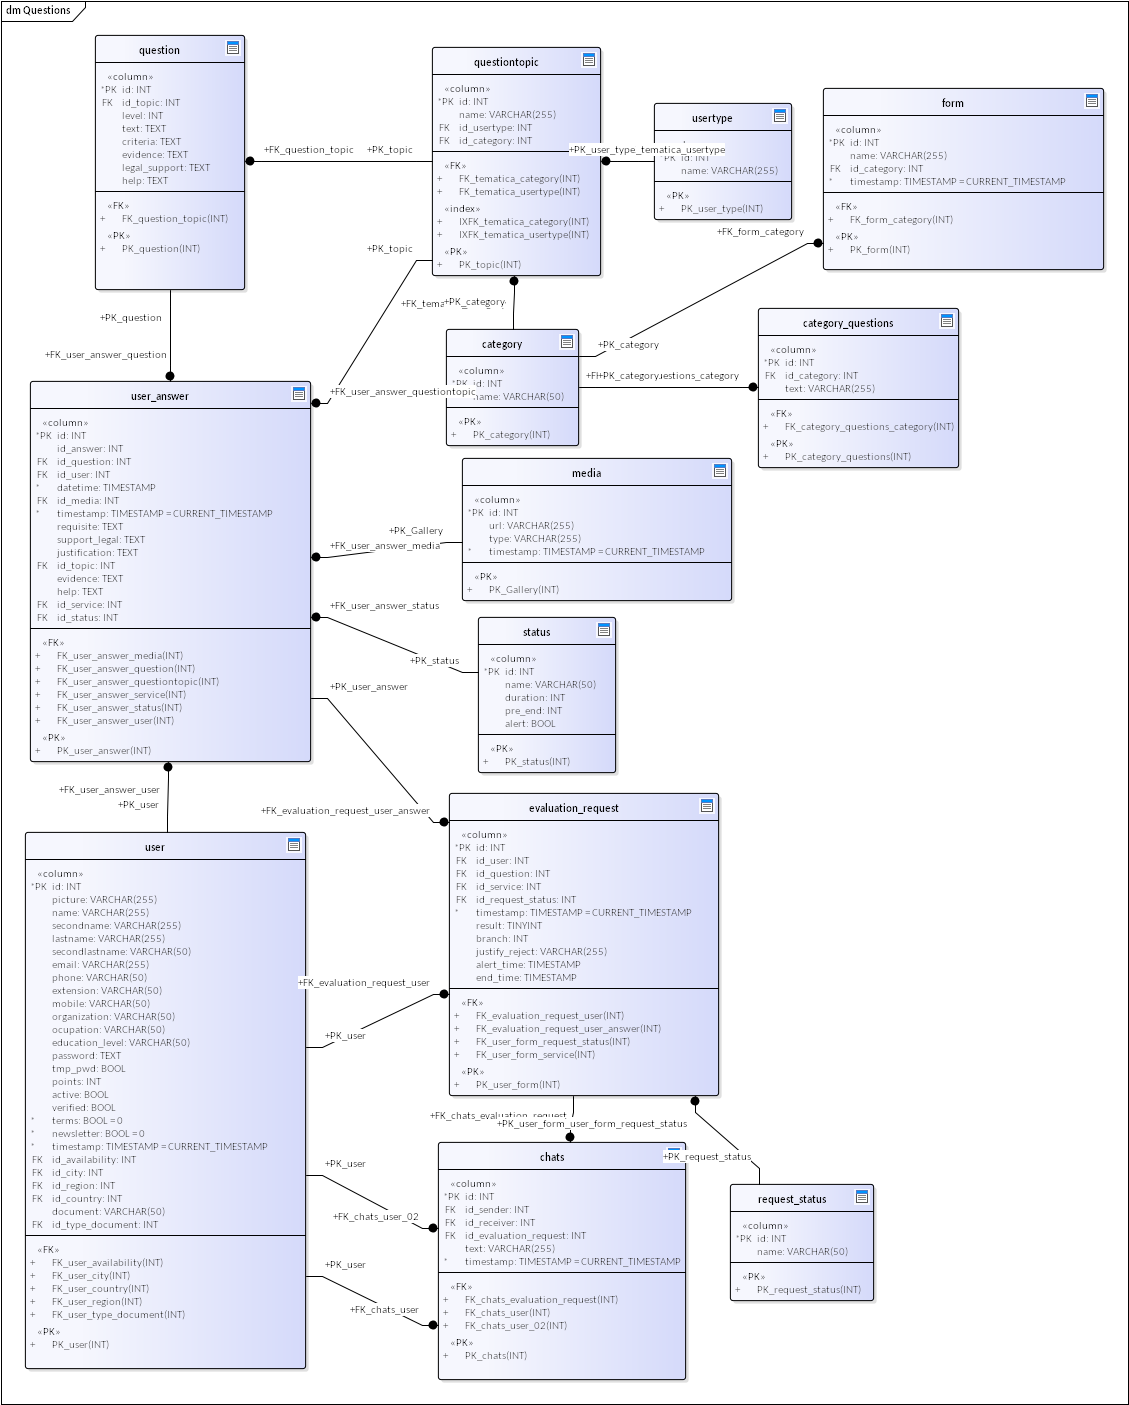 dm Questions
question
«column»
*PK id: INT
FK id_topic: INT
level: INT
text: TEXT
criteria: TEXT
evidence: TEXT
legal_support: TEXT
help: TEXT
«FK»
+ FK_question_topic(INT)
«PK»
+ PK_question(INT)
+FK_question_topic
+PK_topic
questiontopic
«column»
*PK id: INT
name: VARCHAR(255)
FK id_usertype: INT
FK id_category: INT
«FK»
+ FK_tematica_category(INT)
+ FK_tematica_usertype(INT)
«index»
+ IXFK_tematica_category(INT)
+ IXFK_tematica_usertype(INT)
«PK»
+ PK_topic(INT)
usertype
+PK_user_type_tematica_usertype
*PK id: INT
name: VARCHAR(255)
«PK»
+ PK_user_type(INT)
form
«column»
*PK id: INT
name: VARCHAR(255)
FK id_category: INT
* timestamp: TIMESTAMP = CURRENT_TIMESTAMP
«FK»
+ FK_form_category(INT)
«PK»
+ PK_form(INT)
+FK_form_category
+PK_topic
+PK_category
+PK_question
+FK_user_answer_question
category
«column»
*PK id: INT
name: VARCHAR(50)
«PK»
+ PK_category(INT)
+PK_category
+PK_category
category_questions
«column»
*PK id: INT
FK id_category: INT
text: VARCHAR(255)
«FK»
+ FK_category_questions_category(INT)
«PK»
+ PK_category_questions(INT)
+FK_user_answer_questiontopic
user_answer
«column»
*PK id: INT
id_answer: INT
FK id_question: INT
FK id_user: INT
* datetime: TIMESTAMP
FK id_media: INT
* timestamp: TIMESTAMP = CURRENT_TIMESTAMP
requisite: TEXT
support_legal: TEXT
justification: TEXT
FK id_topic: INT
evidence: TEXT
help: TEXT
FK id_service: INT
FK id_status: INT
«FK»
+ FK_user_answer_media(INT)
+ FK_user_answer_question(INT)
+ FK_user_answer_questiontopic(INT)
+ FK_user_answer_service(INT)
+ FK_user_answer_status(INT)
+ FK_user_answer_user(INT)
«PK»
+ PK_user_answer(INT)
media
«column»
*PK id: INT
url: VARCHAR(255)
type: VARCHAR(255)
* timestamp: TIMESTAMP = CURRENT_TIMESTAMP
«PK»
+ PK_Gallery(INT)
+PK_Gallery
+FK_user_answer_media
+FK_user_answer_status
+PK_status
status
«column»
*PK id: INT
name: VARCHAR(50)
duration: INT
pre_end: INT
alert: BOOL
«PK»
+ PK_status(INT)
+PK_user_answer
+FK_evaluation_request_user_answer
+FK_user_answer_user
+PK_user
user
«column»
*PK id: INT
picture: VARCHAR(255)
name: VARCHAR(255)
secondname: VARCHAR(255)
lastname: VARCHAR(255)
secondlastname: VARCHAR(50)
email: VARCHAR(255)
phone: VARCHAR(50)
extension: VARCHAR(50)
mobile: VARCHAR(50)
organization: VARCHAR(50)
ocupation: VARCHAR(50)
education_level: VARCHAR(50)
password: TEXT
tmp_pwd: BOOL
points: INT
active: BOOL
verified: BOOL
* terms: BOOL = 0
* newsletter: BOOL = 0
* timestamp: TIMESTAMP = CURRENT_TIMESTAMP
FK id_availability: INT
FK id_city: INT
FK id_region: INT
FK id_country: INT
document: VARCHAR(50)
FK id_type_document: INT
«FK»
+ FK_user_availability(INT)
+ FK_user_city(INT)
+ FK_user_country(INT)
+ FK_user_region(INT)
+ FK_user_type_document(INT)
«PK»
+ PK_user(INT)
evaluation_request
«column»
*PK id: INT
FK id_user: INT
FK id_question: INT
FK id_service: INT
FK id_request_status: INT
* timestamp: TIMESTAMP = CURRENT_TIMESTAMP
result: TINYINT
branch: INT
justify_reject: VARCHAR(255)
alert_time: TIMESTAMP
end_time: TIMESTAMP
«FK»
+ FK_evaluation_request_user(INT)
+ FK_evaluation_request_user_answer(INT)
+ FK_user_form_request_status(INT)
+ FK_user_form_service(INT)
«PK»
+ PK_user_form(INT)
+FK_evaluation_request_user
+PK_user
+FK_chats_evaluation_request
+PK_user_form_user_form_request_status
+PK_request_status
chats
«column»
*PK id: INT
FK id_sender: INT
FK id_receiver: INT
FK id_evaluation_request: INT
text: VARCHAR(255)
* timestamp: TIMESTAMP = CURRENT_TIMESTAMP
«FK»
+ FK_chats_evaluation_request(INT)
+ FK_chats_user(INT)
+ FK_chats_user_02(INT)
«PK»
+ PK_chats(INT)
+PK_user
+FK_chats_user_02
+PK_user
+FK_chats_user
request_status
«column»
*PK id: INT
name: VARCHAR(50)
«PK»
+ PK_request_status(INT)